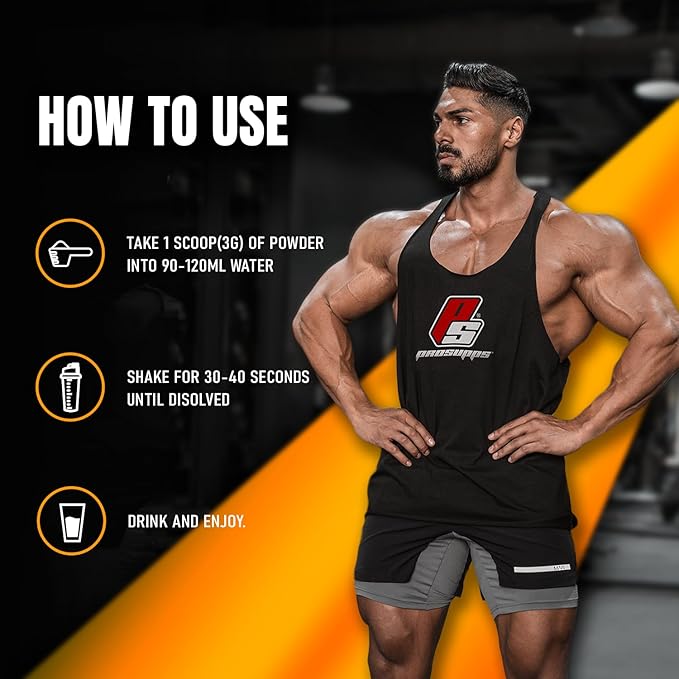 HOW TO USE
TAKE 1 SCOOP(3G) OF POWDER
INTO 90-120ML WATER
SHAKE FOR 30-40 SECONDS
UNTIL DISOLVED
DRINK AND ENJOY.
PS®
PROSUPPS®